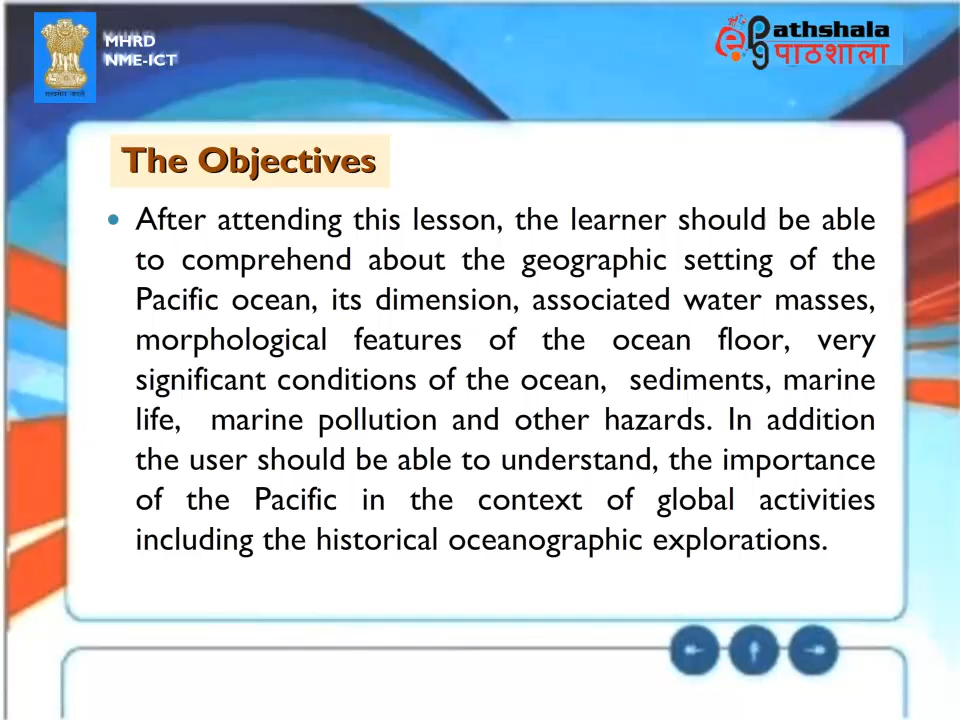 MHRD
NME-ICT
ePathshala
पाठशाला
The Objectives
• After attending this lesson, the learner should be able
to comprehend about the geographic setting of the
Pacific ocean, its dimension, associated water masses,
morphological features of the ocean floor, very
significant conditions of the ocean, sediments, marine
life, marine pollution and other hazards. In addition
the user should be able to understand, the importance
of the Pacific in the context of global activities
including the historical oceanographic explorations.